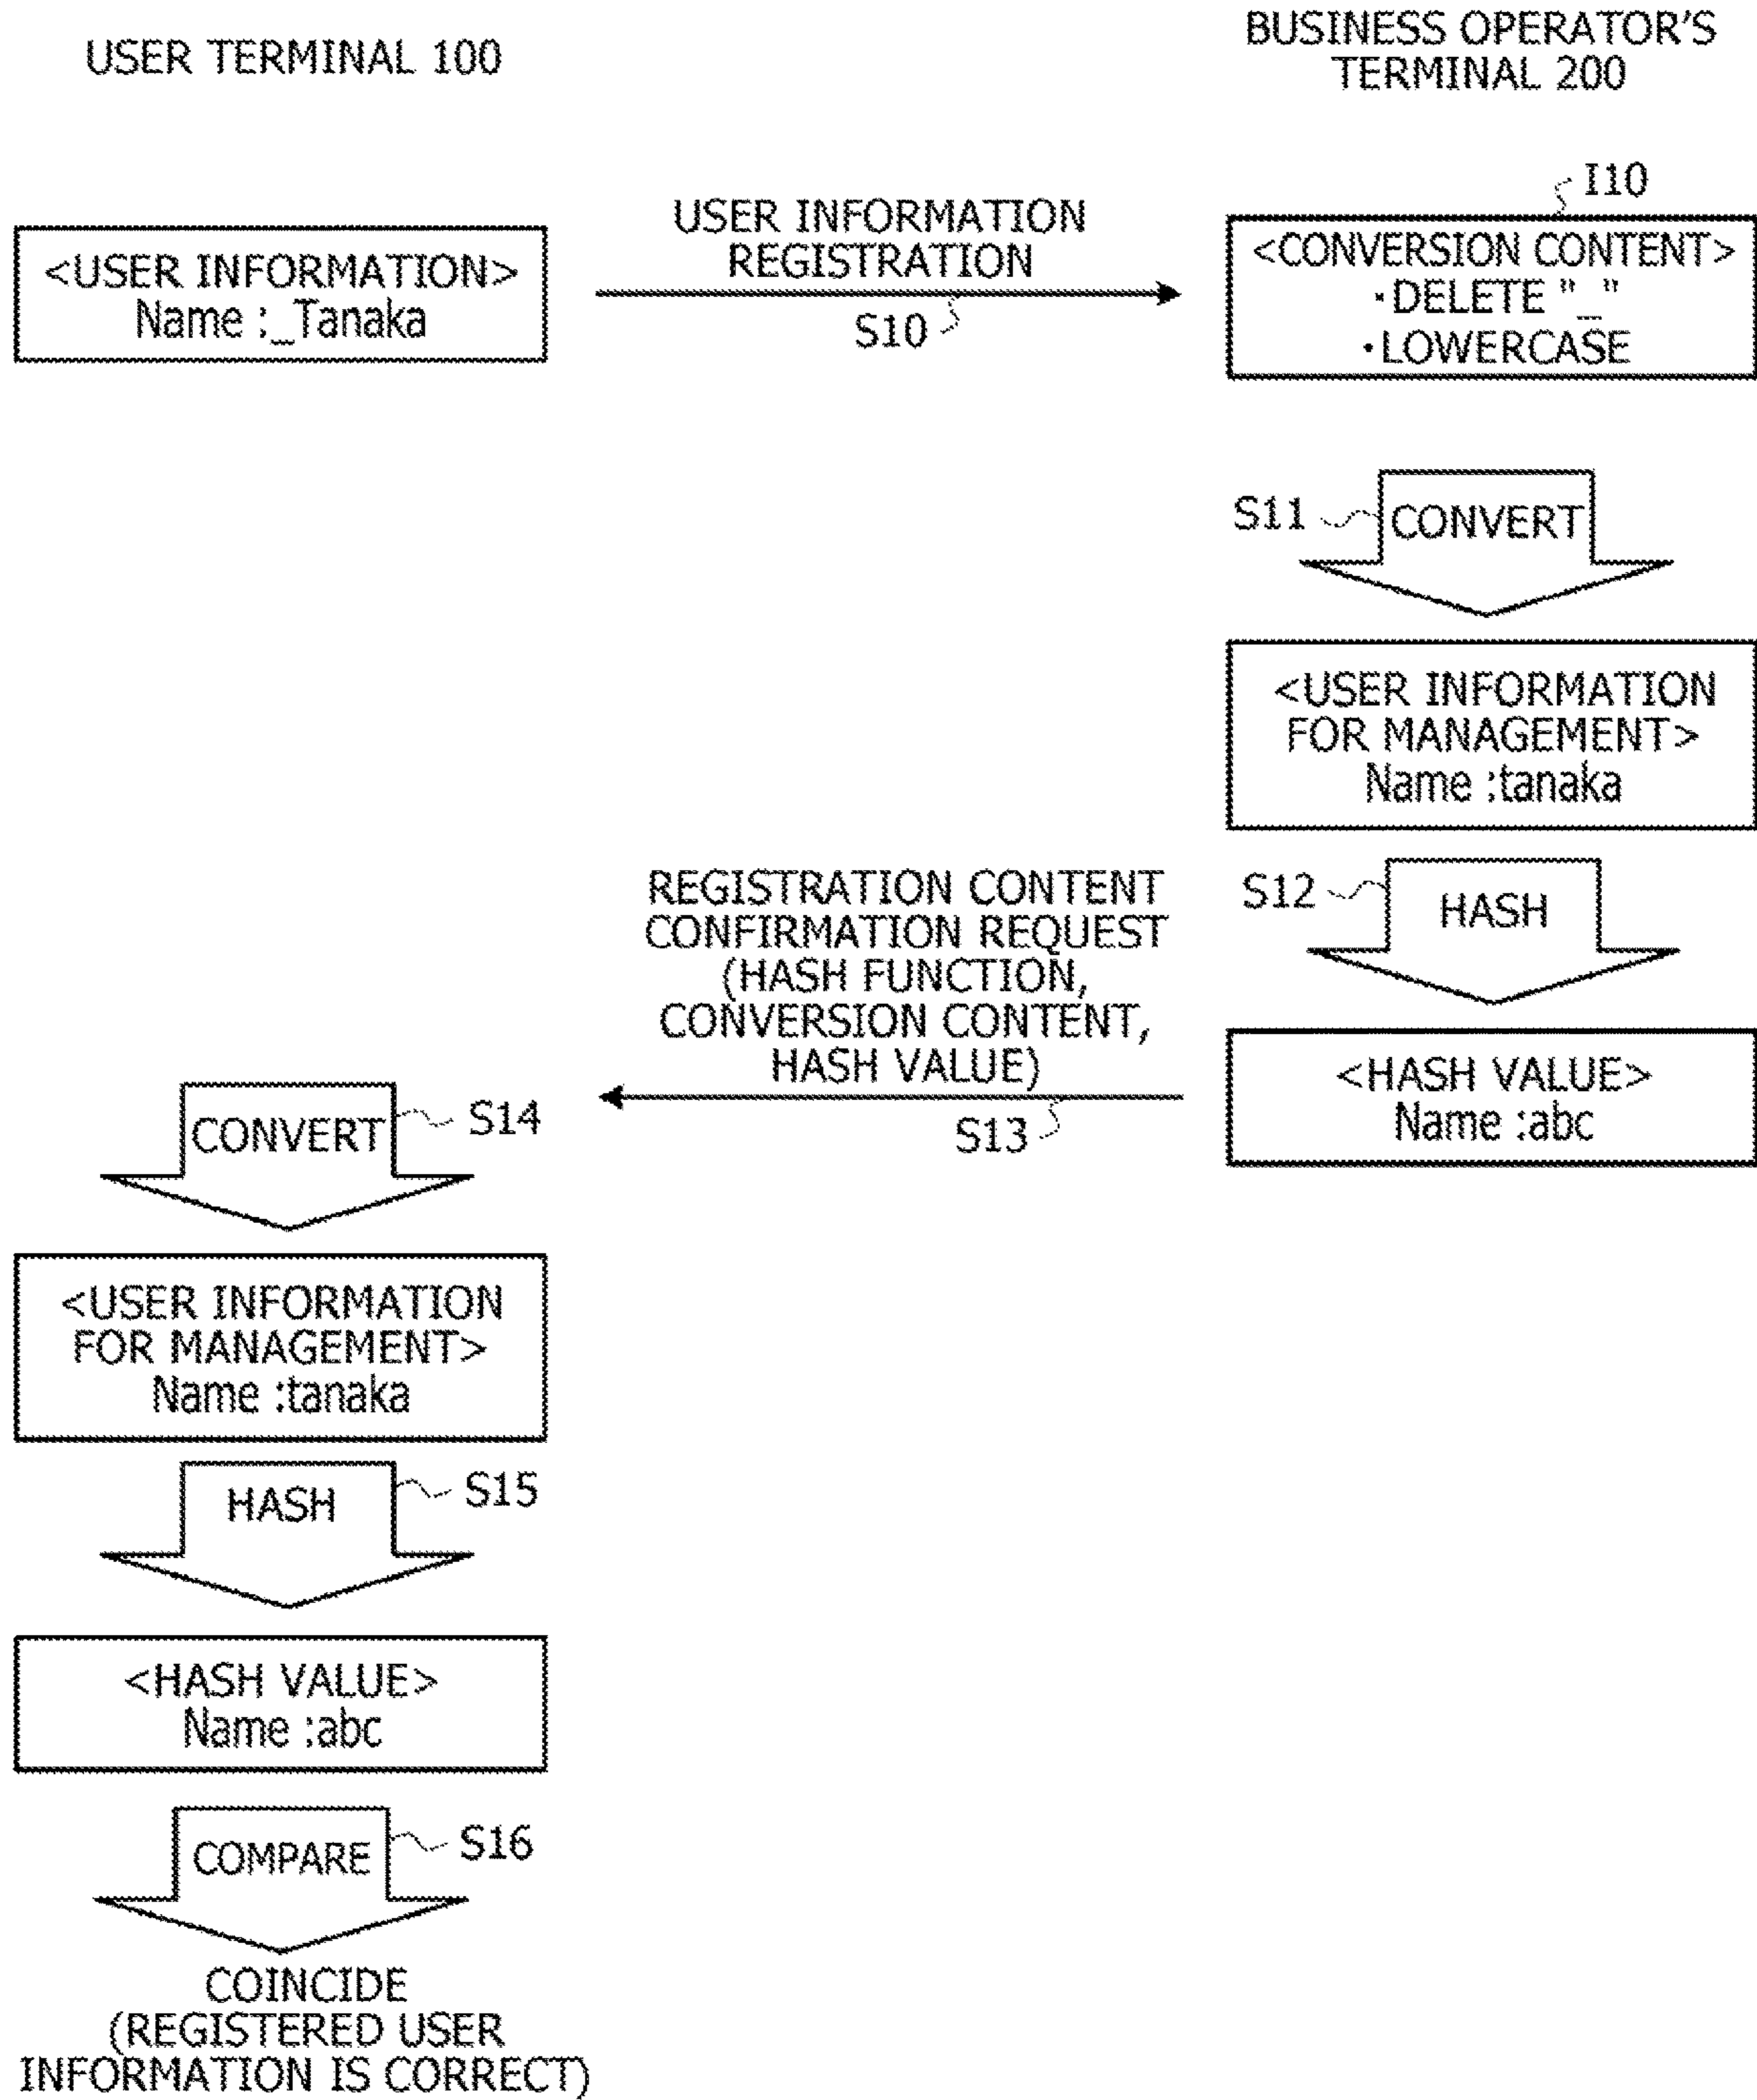 USER TERMINAL 100
BUSINESS OPERATOR'S
TERMINAL 200
<USER INFORMATION>
Name :_Tanaka
USER INFORMATION
REGISTRATION
S10
I10
<CONVERSION CONTENT>
・DELETE "_"
・LOWERCASE
S11
CONVERT
<USER INFORMATION
FOR MANAGEMENT>
Name :tanaka
S12
HASH
<HASH VALUE>
Name :abc
REGISTRATION CONTENT
CONFIRMATION REQUEST
(HASH FUNCTION,
CONVERSION CONTENT,
HASH VALUE)
S13
CONVERT
S14
<USER INFORMATION
FOR MANAGEMENT>
Name :tanaka
HASH
S15
<HASH VALUE>
Name :abc
COMPARE
S16
COINCIDE
(REGISTERED USER
INFORMATION IS CORRECT)